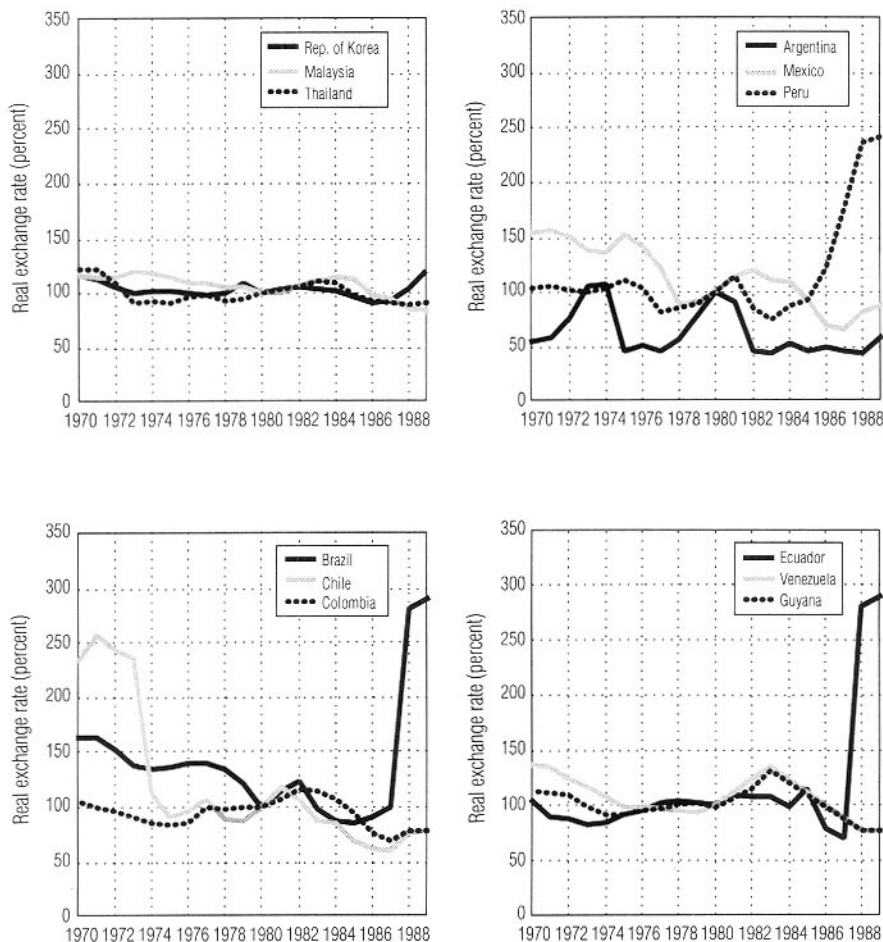 350
300
250
200
150
100
50
0
Real exchange rate (percent)
Rep. of Korea
Malaysia
Thailand
1970 1972 1974 1976 1978 1980 1982 1984 1986 1988
350
300
250
200
150
100
50
0
Real exchange rate (percent)
Argentina
Mexico
Peru
1970 1972 1974 1976 1978 1980 1982 1984 1986 1988
350
300
250
200
150
100
50
0
Real exchange rate (percent)
Brazil
Chile
Colombia
1970 1972 1974 1976 1978 1980 1982 1984 1986 1988
350
300
250
200
150
100
50
0
Real exchange rate (percent)
Ecuador
Venezuela
Guyana
1970 1972 1974 1976 1978 1980 1982 1984 1986 1988